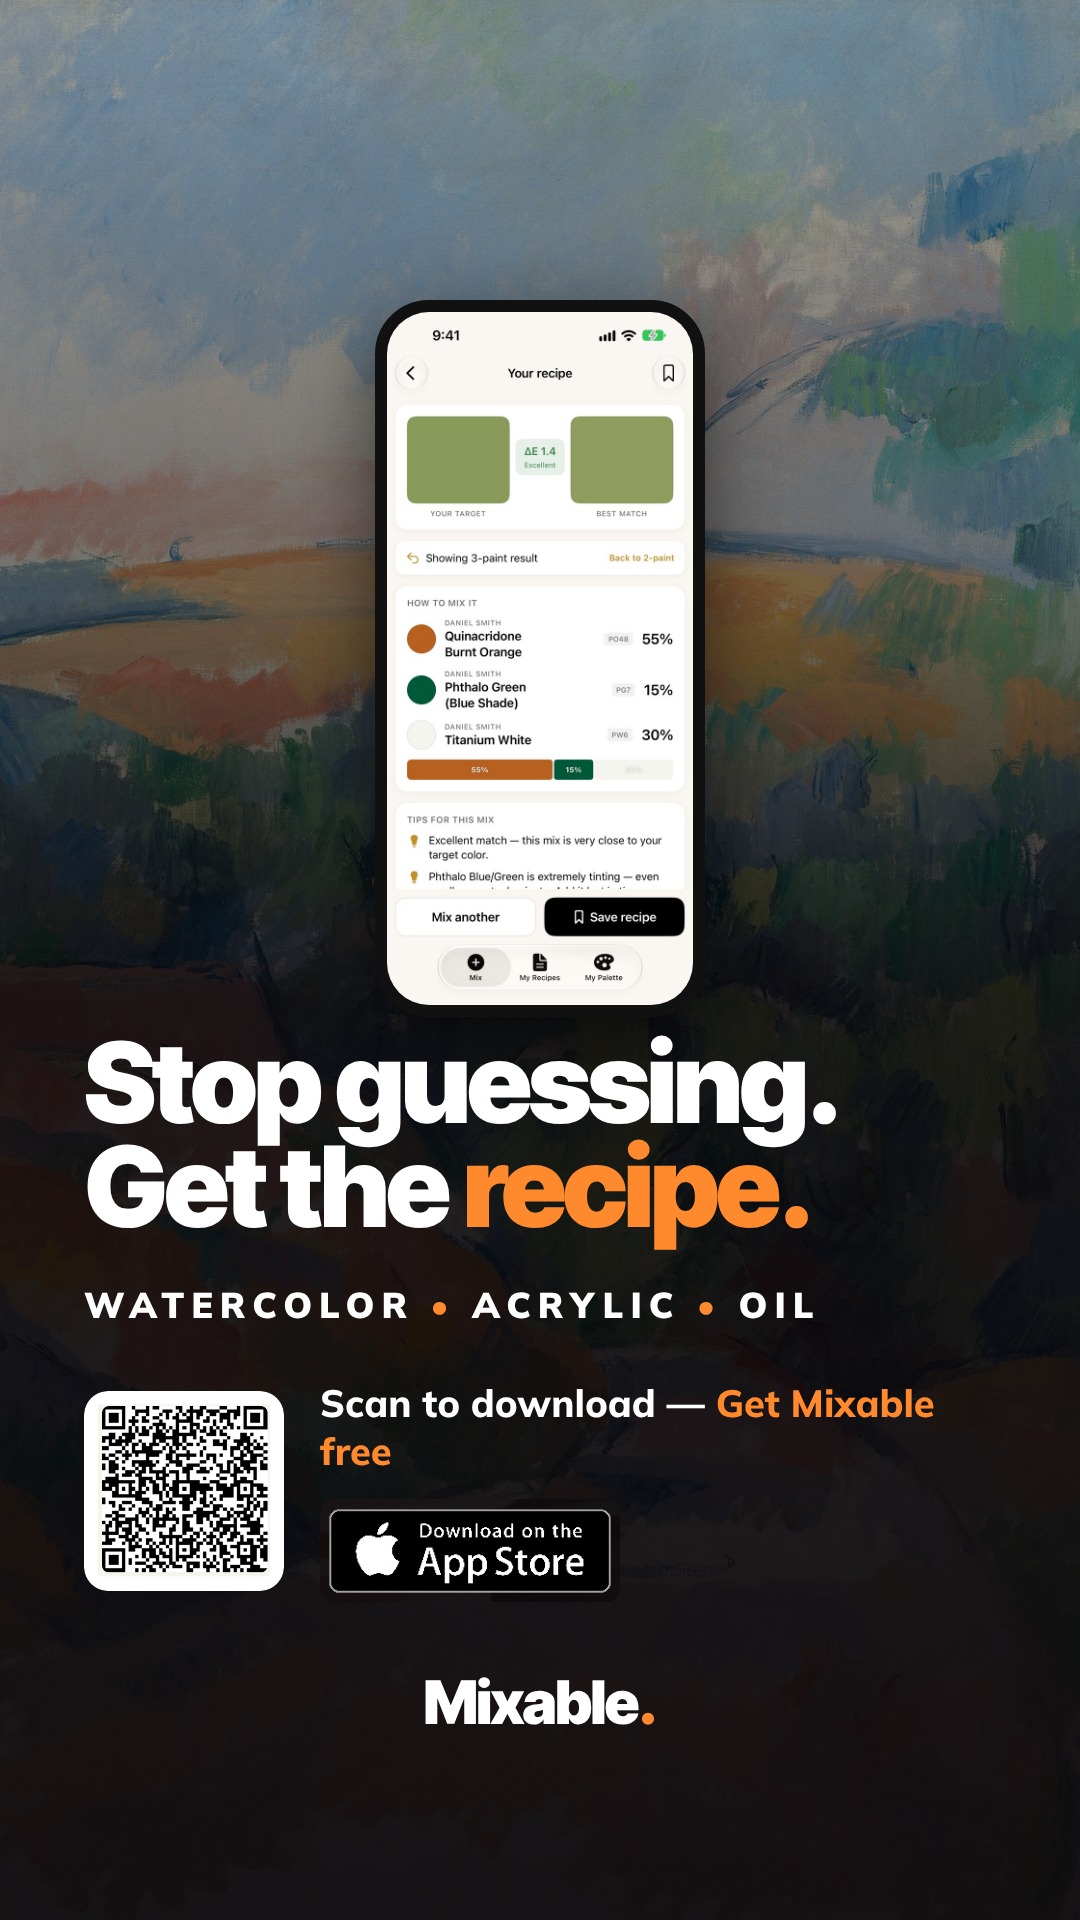 9:41
Your recipe
ΔE 1.4
Excellent
YOUR TARGET
BEST MATCH
Showing 3-paint result
Back to 2-paint
HOW TO MIX IT
DANIEL SMITH
Quinacridone
Burnt Orange
PO48
55%
DANIEL SMITH
Phthalo Green
(Blue Shade)
PG7
15%
DANIEL SMITH
Titanium White
PW6
30%
55%
15%
TIPS FOR THIS MIX
Excellent match — this mix is very close to your
target color.
Phthalo Blue/Green is extremely tinting — even
Mix another
Save recipe
Mix
My Recipes
My Palette
Stop guessing.
Get the recipe.
WATERCOLOR • ACRYLIC • OIL
Scan to download — Get Mixable
free
Download on the
App Store
Mixable.